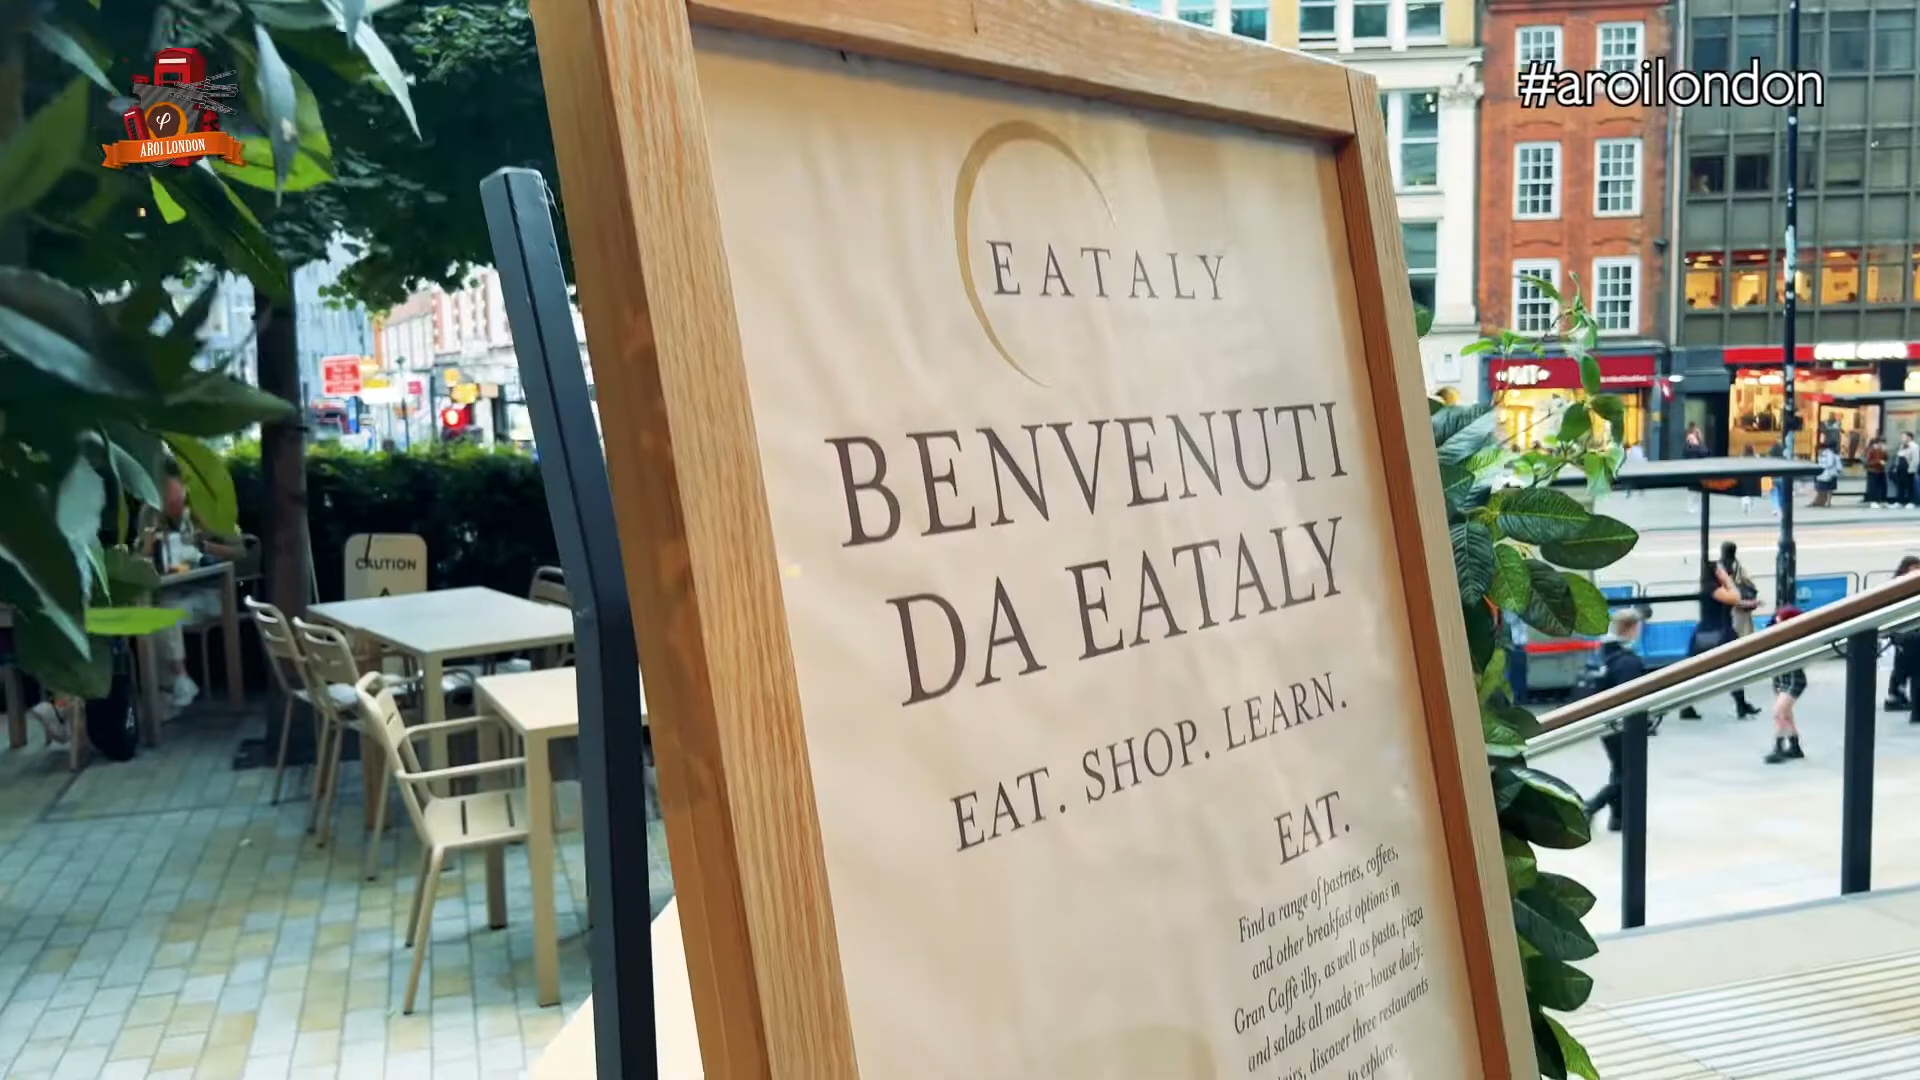 AROI LONDON
#aroilondon
EATALY
BENVENUTI
DA EATALY
EAT. SHOP. LEARN.
EAT.
Find a range of pastries, coffees,
and other breakfast options in
Gran Caffè illy, as well as pasta, pizza
and salads all made in-house daily.
discover three restaurants
to explore.
CAUTION